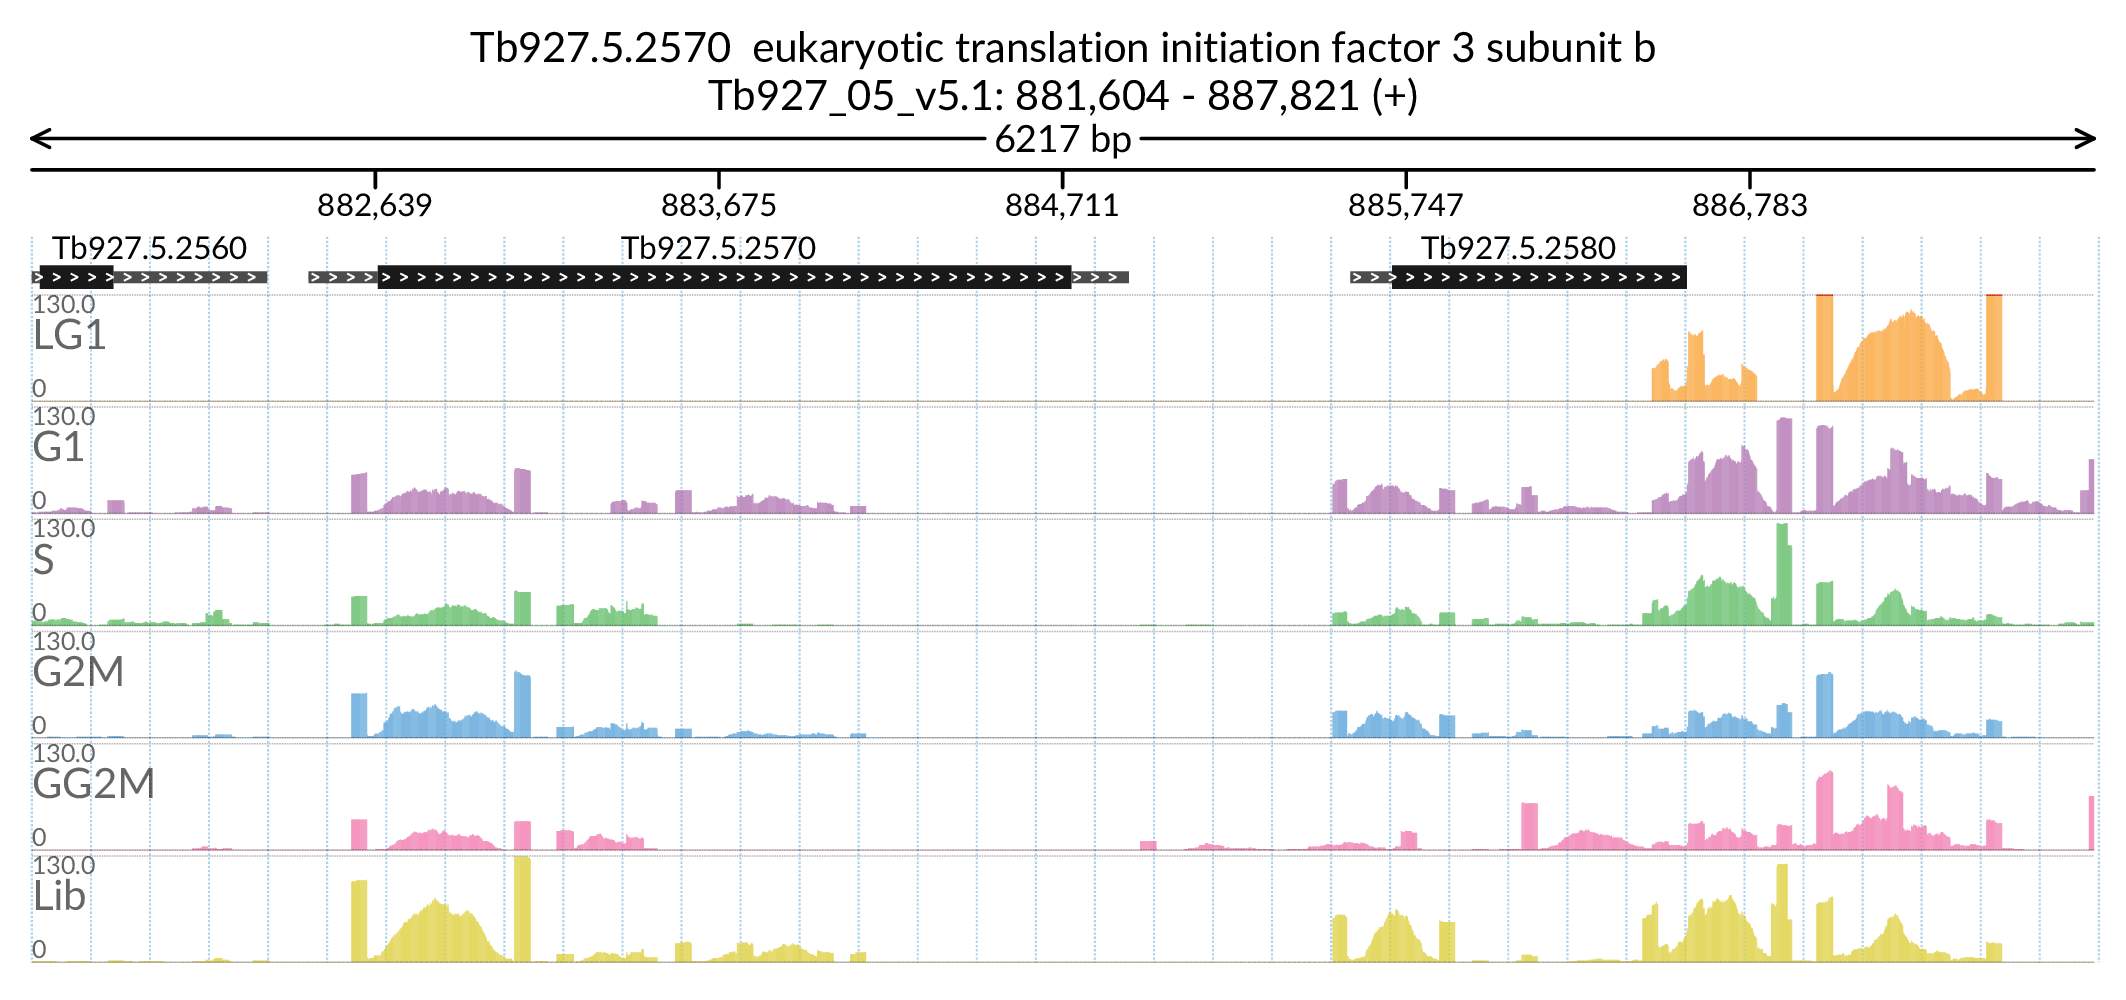 Tb927.5.2570 eukaryotic translation initiation factor 3 subunit b
Tb927_05_v5.1: 881,604 - 887,821 (+)
6217 bp
882,639 883,675 884,711 885,747 886,783
Tb927.5.2560 Tb927.5.2570 Tb927.5.2580
130.0
LG1
0
130.0
G1
0
130.0
S
0
130.0
G2M
0
130.0
GG2M
0
130.0
Lib
0